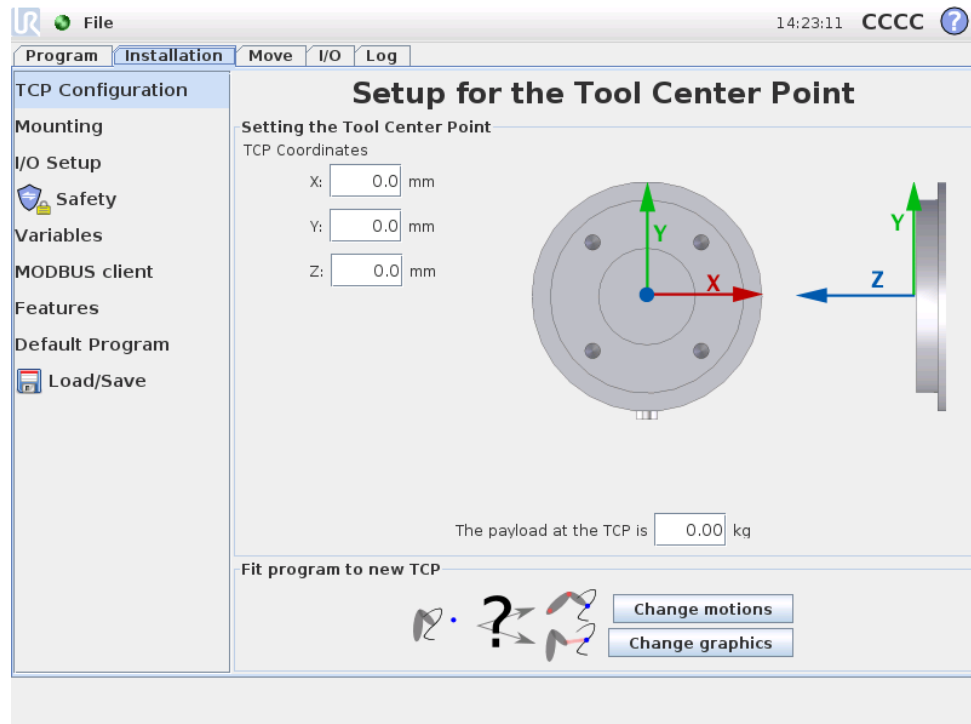 UR File 14:23:11 CCCC ?
Program Installation Move I/O Log
TCP Configuration
Mounting
I/O Setup
Safety
Variables
MODBUS client
Features
Default Program
Load/Save
Setup for the Tool Center Point
Setting the Tool Center Point
TCP Coordinates
X: 0.0 mm
Y: 0.0 mm
Z: 0.0 mm
Y
X
Y
Z
The payload at the TCP is 0.00 kg
Fit program to new TCP
?
Change motions
Change graphics